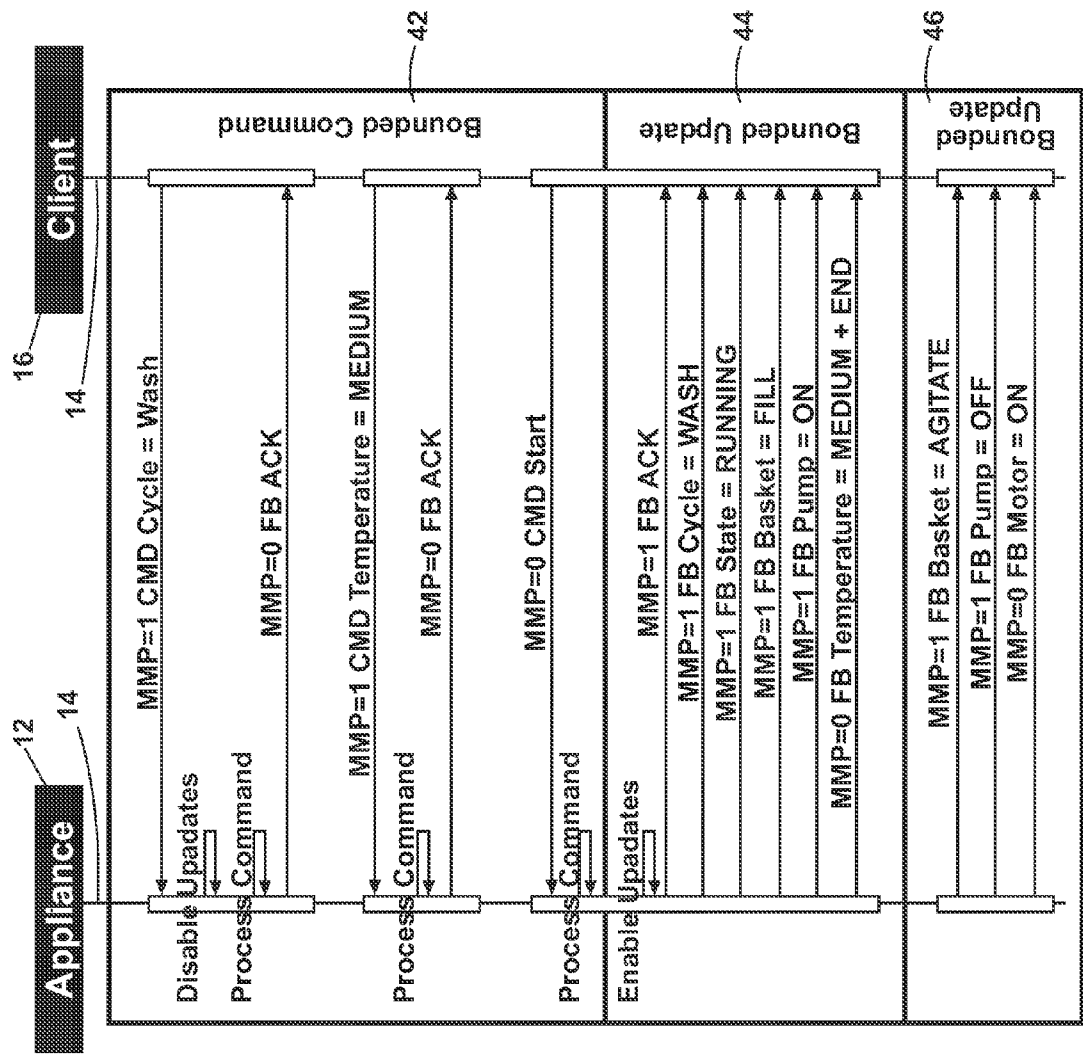 Appliance
12
14
Client
16
14
MMP=1 CMD Cycle = Wash
Disable Upadates
Process Command
MMP=0 FB ACK
Bounded Command
42
MMP=1 CMD Temperature = MEDIUM
Process Command
MMP=0 FB ACK
MMP=0 CMD Start
Process Command
Enable Upadates
MMP=1 FB ACK
MMP=1 FB Cycle = WASH
MMP=1 FB State = RUNNING
MMP=1 FB Basket = FILL
MMP=1 FB Pump = ON
MMP=0 FB Temperature = MEDIUM + END
Bounded Update
44
MMP=1 FB Basket = AGITATE
MMP=1 FB Pump = OFF
MMP=0 FB Motor = ON
Bounded
Update
46